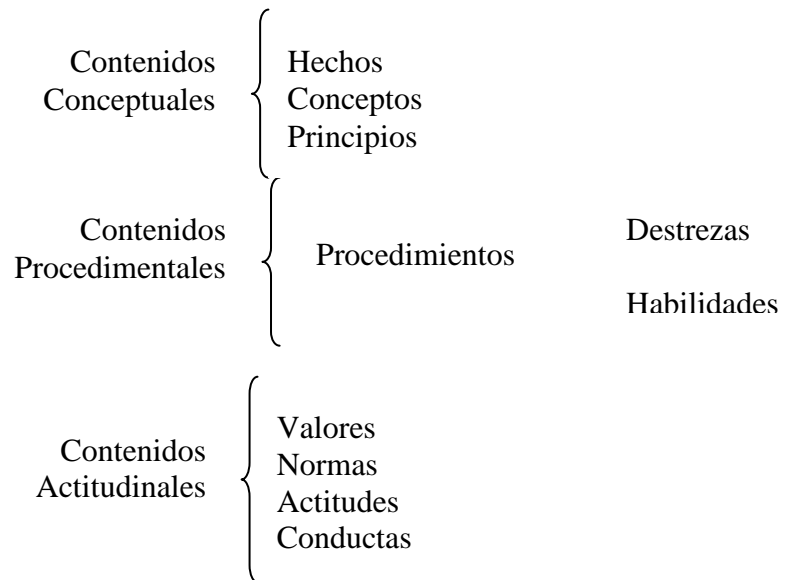 Contenidos
Conceptuales
Hechos
Conceptos
Principios
Contenidos
Procedimentales
Procedimientos
Destrezas
Habilidades
Contenidos
Actitudinales
Valores
Normas
Actitudes
Conductas